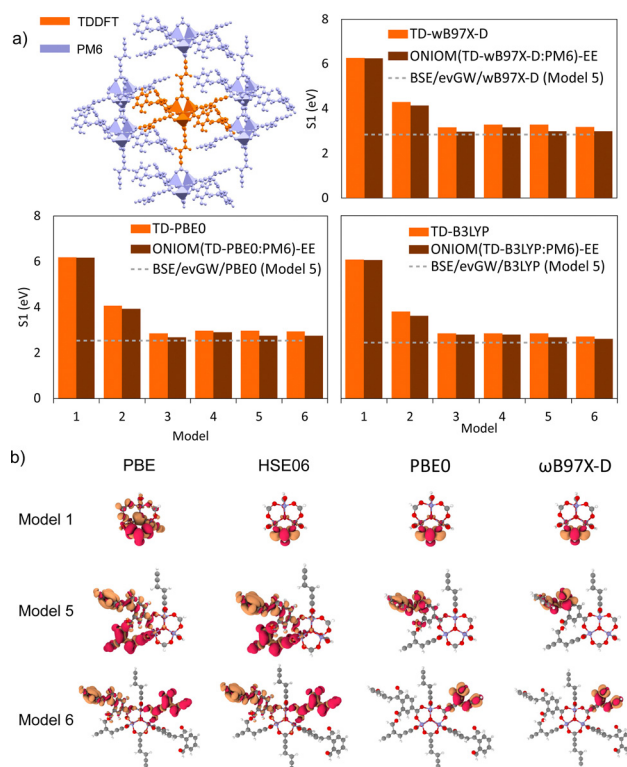 a)
TDDFT
PM6
8
6
4
2
0
S1 (eV)
TD-wB97X-D
ONIOM(TD-wB97X-D:PM6)-EE
BSE/evGW/wB97X-D (Model 5)
8
6
4
2
0
S1 (eV)
TD-PBE0
ONIOM(TD-PBE0:PM6)-EE
BSE/evGW/PBE0 (Model 5)
1 2 3 4 5 6
Model
8
6
4
2
0
S1 (eV)
TD-B3LYP
ONIOM(TD-B3LYP:PM6)-EE
BSE/evGW/B3LYP (Model 5)
1 2 3 4 5 6
Model
b)
PBE HSE06 PBE0 ωB97X-D
Model 1
Model 5
Model 6